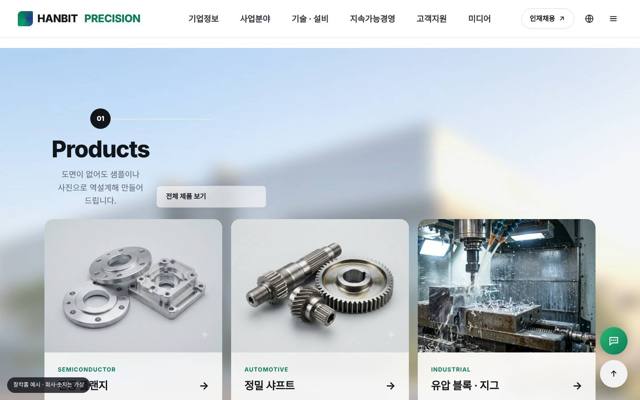 HANBIT PRECISION
기업정보
사업분야
기술 · 설비
지속가능경영
고객지원
미디어
인재채용
01
Products
도면이 없어도 샘플이나
사진으로 역설계해 만들어
드립니다.
전체 제품 보기
SEMICONDUCTOR
AUTOMOTIVE
정밀 샤프트
INDUSTRIAL
유압 블록 · 지그